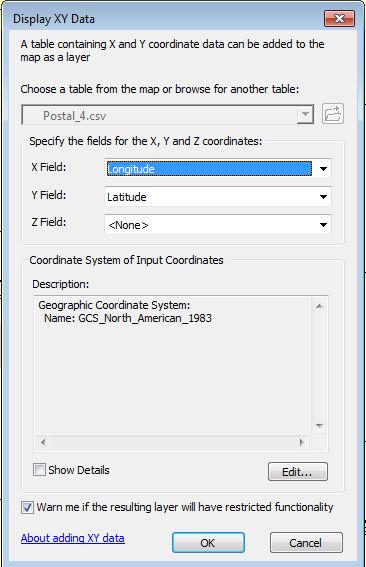 Display XY Data
A table containing X and Y coordinate data can be added to the
map as a layer
Choose a table from the map or browse for another table:
Postal_4.csv
Specify the fields for the X, Y and Z coordinates:
X Field: Longitude
Y Field: Latitude
Z Field: <None>
Coordinate System of Input Coordinates
Description:
Geographic Coordinate System:
Name: GCS_North_American_1983
Show Details
Edit...
Warn me if the resulting layer will have restricted functionality
About adding XY data
OK
Cancel